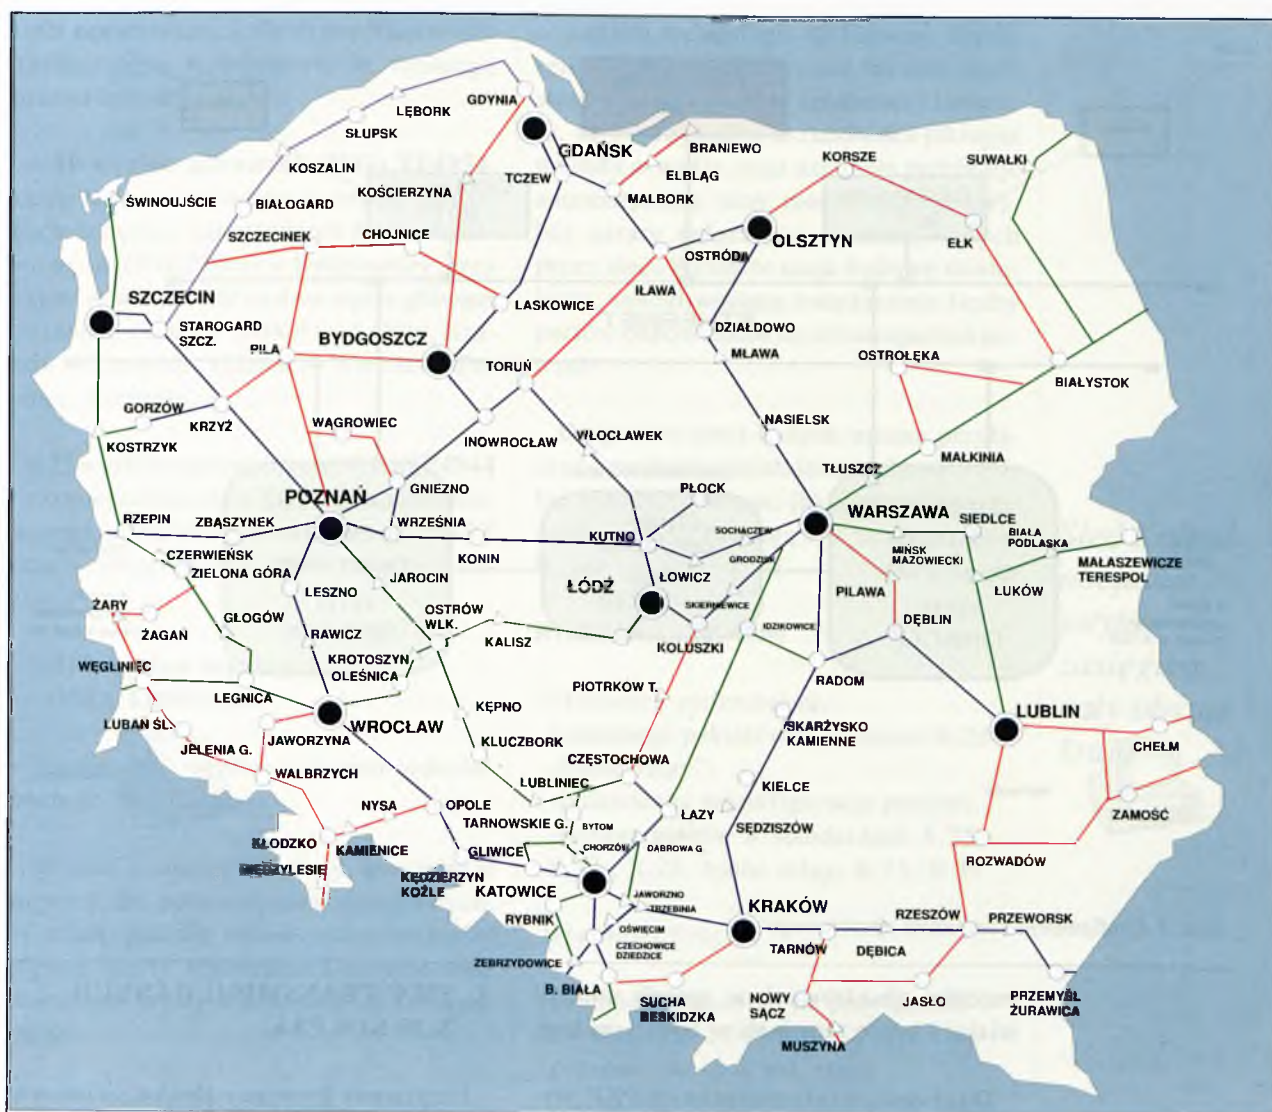 GDYNIA
LĘBORK
SŁUPSK
GDAŃSK
KOSZALIN
BRANIEWO
KORSZE
SUWAŁKI
TCZEW
ELBLĄG
KOŚCIERZYNA
MALBORK
ŚWINOUJŚCIE
BIAŁOGARD
SZCZECINEK
CHOJNICE
OLSZTYN
EŁK
OSTRÓDA
SZCZECIN
LASKOWICE
IŁAWA
STAROGARD
SZCZ.
BYDGOSZCZ
DZIAŁDOWO
PIŁA
MŁAWA
OSTROŁĘKA
TORUŃ
BIAŁYSTOK
GORZÓW
KRZYŻ
WĄGROWIEC
NASIELSK
KOSTRZYK
INOWROCŁAW
WŁOCŁAWEK
MAŁKINIA
TŁUSZCZ
POZNAŃ
GNIEZNO
PŁOCK
WARSZAWA
RZEPIN
ZBĄSZYNEK
WRZEŚNIA
KUTNO
SOCHACZEW
SIEDLCE
BIAŁA
PODLASKA
MIŃSK
MAZOWIECKI
CZERWIEŃSK
KONIN
GRODZISK
MAŁASZEWICZE
TERESPOL
ZIELONA GÓRA
JAROCIN
ŁÓDŹ
ŁOWICZ
LESZNO
PILAWA
ŁUKÓW
ŻARY
SKIERNIEWICE
GŁOGÓW
OSTRÓW
WLK.
ŻAGAN
RAWICZ
KALISZ
IDZIKOWICE
DĘBLIN
KOLUSZKI
WĘGLINIEC
KROTOSZYN
OLEŚNICA
RADOM
LEGNICA
PIOTRKÓW T.
KĘPNO
LUBAŃ ŚL.
WROCŁAW
SKARŻYSKO
KAMIENNE
LUBLIN
JAWORZYNA
JELENIA G.
KLUCZBORK
CHEŁM
WALBRZYCH
CZĘSTOCHOWA
LUBLINIEC
KIELCE
NYSA
OPOLE
TARNOWSKIE G.
ŁAZY
ZAMOŚĆ
BYTOM
SĘDZISZÓW
KŁODZKO
KAMIENICE
GLIWICE
CHORZÓW
DĄBROWA G
MIĘDZYLESIE
ROZWADÓW
KĘDZIERZYN
KOŹLE
KATOWICE
JAWORZNO
TRZEBINIA
KRAKÓW
RYBNIK
RZESZÓW
PRZEWORSK
OŚWIĘCIM
CZECHOWICE
DZIEDZICE
TARNÓW
DĘBICA
ZEBRZYDOWICE
B. BIAŁA
SUCHA
BESKIDZKA
NOWY
SĄCZ
JASŁO
PRZEMYŚL
ŻURAWICA
MUSZYNA